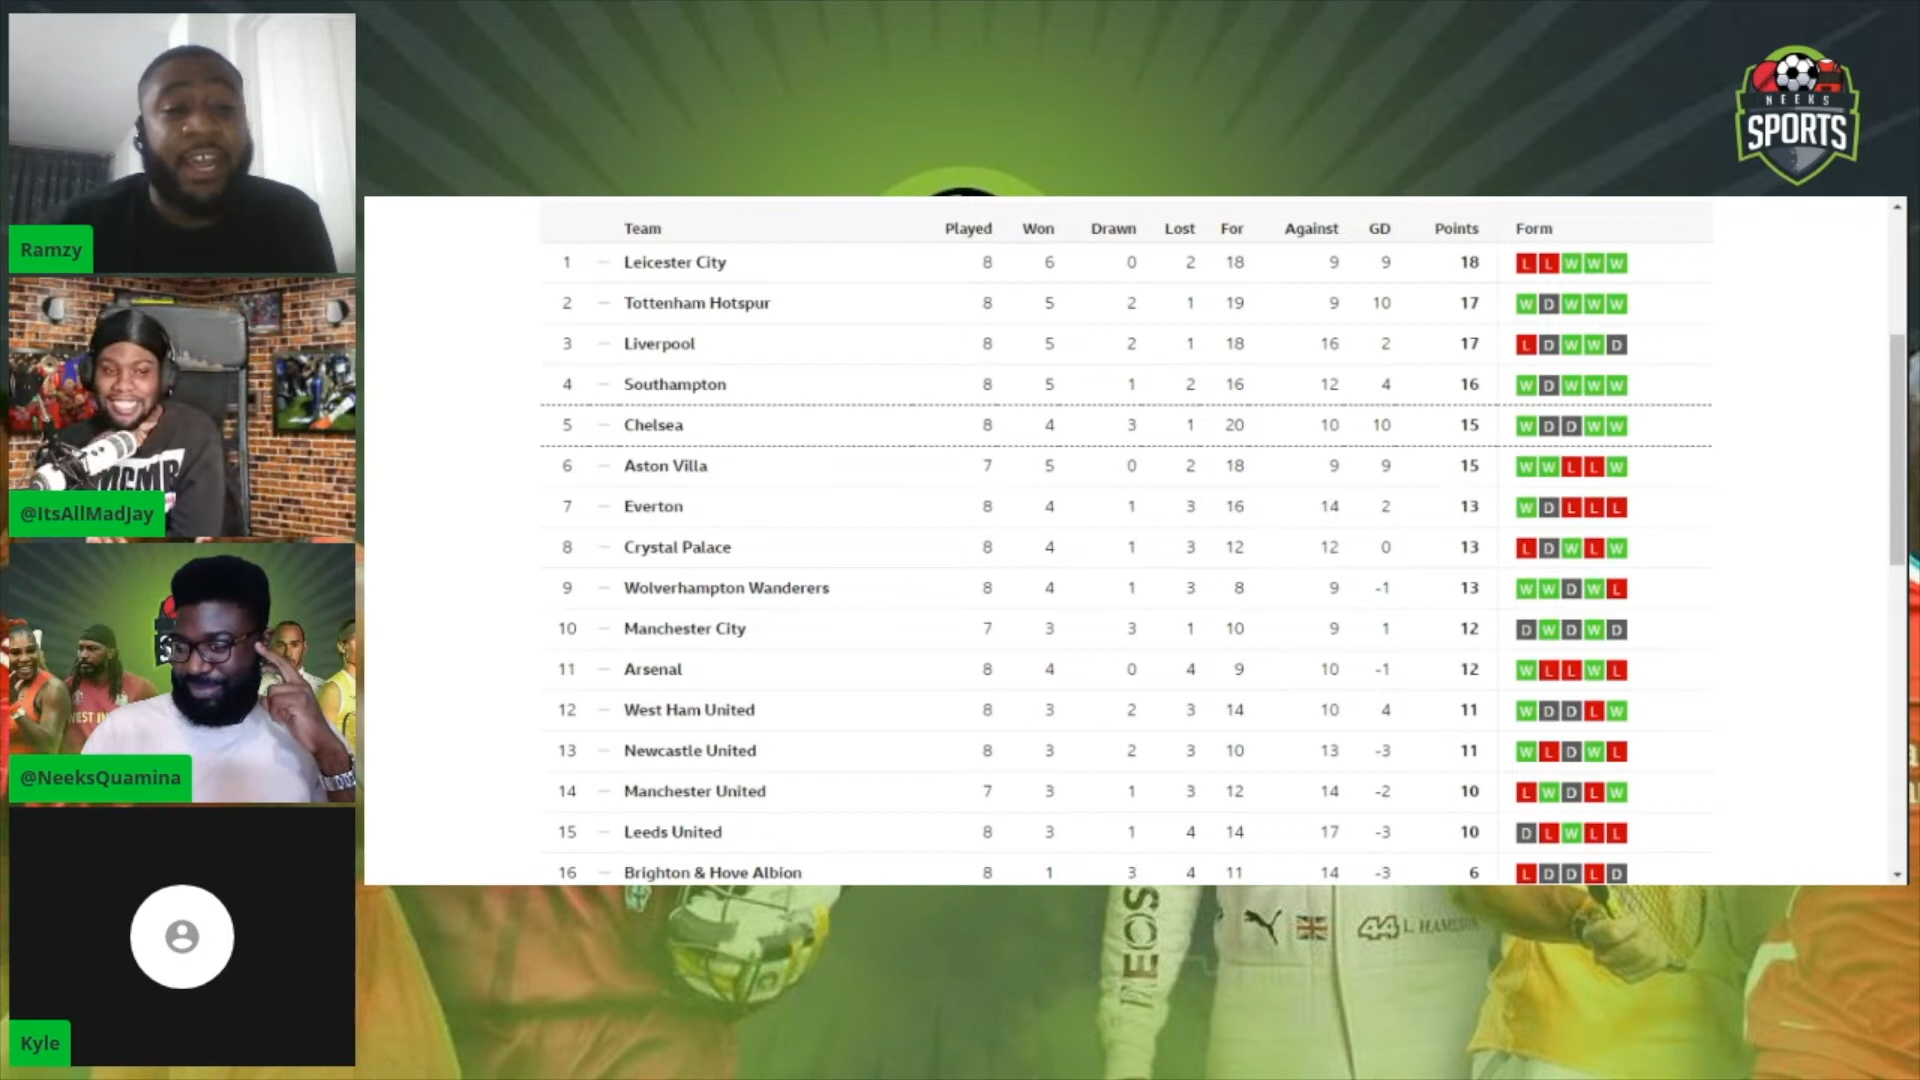 Ramzy
@ItsAllMadJay
@NeeksQuamina
Kyle
NEEKS
SPORTS
Team Played Won Drawn Lost For Against GD Points Form
1 Leicester City 8 6 0 2 18 9 9 18 L L W W W
2 Tottenham Hotspur 8 5 2 1 19 9 10 17 W D W W W
3 Liverpool 8 5 2 1 18 16 2 17 L D W W D
4 Southampton 8 5 1 2 16 12 4 16 W D W W W
5 Chelsea 8 4 3 1 20 10 10 15 W D D W W
6 Aston Villa 7 5 0 2 18 9 9 15 W W L L W
7 Everton 8 4 1 3 16 14 2 13 W D L L L
8 Crystal Palace 8 4 1 3 12 12 0 13 L D W L W
9 Wolverhampton Wanderers 8 4 1 3 8 9 -1 13 W W D W L
10 Manchester City 7 3 3 1 10 9 1 12 D W D W D
11 Arsenal 8 4 0 4 9 10 -1 12 W L L W L
12 West Ham United 8 3 2 3 14 10 4 11 W D D L W
13 Newcastle United 8 3 2 3 10 13 -3 11 W L D W L
14 Manchester United 7 3 1 3 12 14 -2 10 L W D L W
15 Leeds United 8 3 1 4 14 17 -3 10 D L W L L
16 Brighton & Hove Albion 8 1 3 4 11 14 -3 6 L D D L D
44 L. HAMILTON